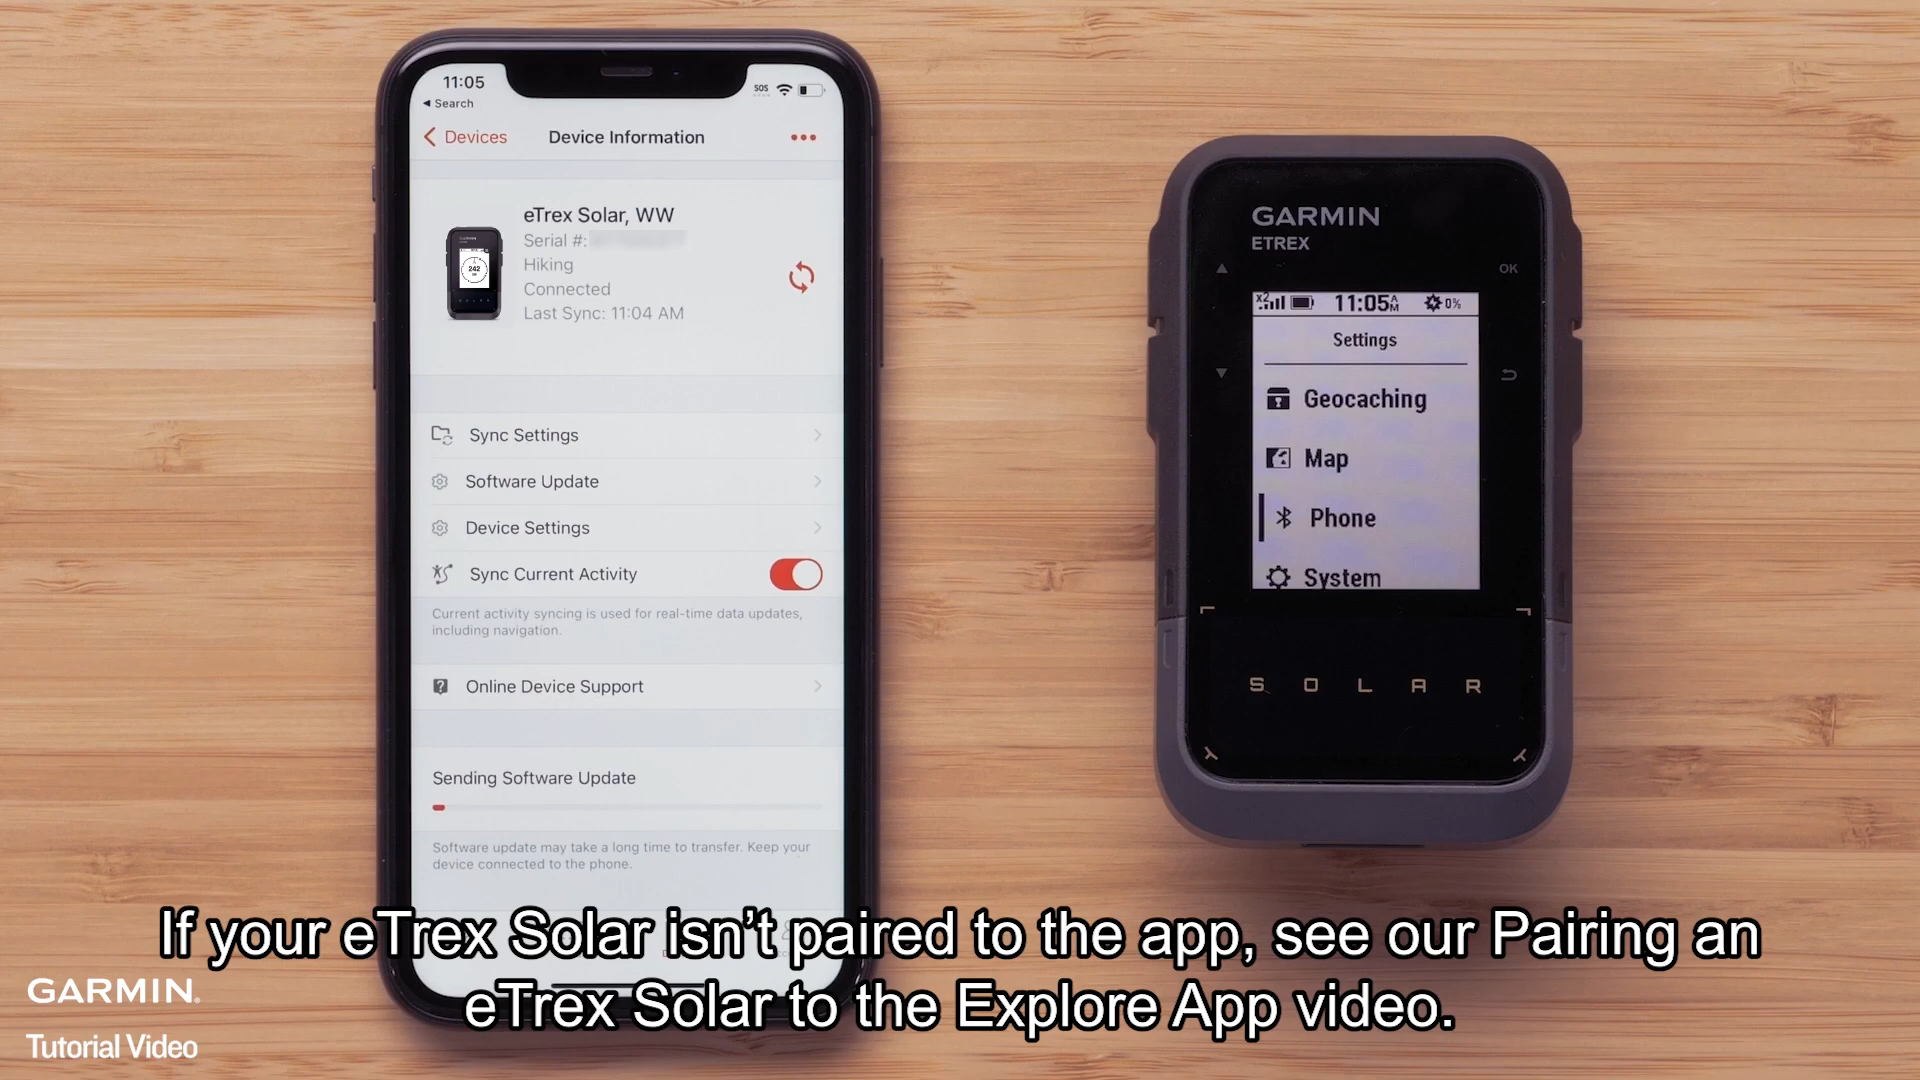 11:05
SOS
Search
Devices
Device Information
eTrex Solar, WW
Serial #:
Hiking
Connected
Last Sync: 11:04 AM
Sync Settings
Software Update
Device Settings
Sync Current Activity
Current activity syncing is used for real-time data updates,
including navigation.
Online Device Support
Sending Software Update
Software update may take a long time to transfer. Keep your
device connected to the phone.
242
GARMIN
ETREX
OK
x2 11:05 AM 0%
Settings
Geocaching
Map
Phone
System
SOLAR
If your eTrex Solar isn't paired to the app, see our Pairing an
eTrex Solar to the Explore App video.
GARMIN.
Tutorial Video